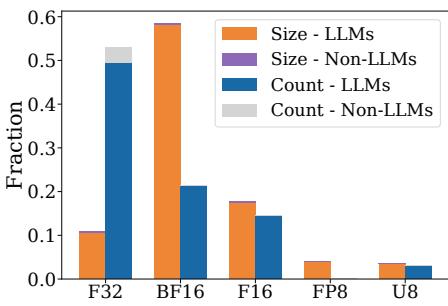 Fraction
0.6
0.5
0.4
0.3
0.2
0.1
0.0
Size - LLMs
Size - Non-LLMs
Count - LLMs
Count - Non-LLMs
F32 BF16 F16 FP8 U8